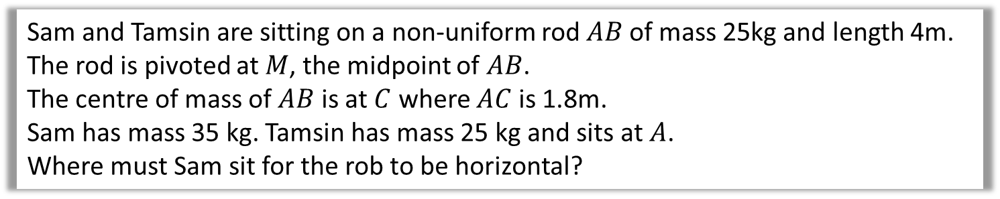 Sam and Tamsin are sitting on a non-uniform rod AB of mass 25kg and length 4m.
The rod is pivoted at M, the midpoint of AB.
The centre of mass of AB is at C where AC is 1.8m.
Sam has mass 35 kg. Tamsin has mass 25 kg and sits at A.
Where must Sam sit for the rob to be horizontal?